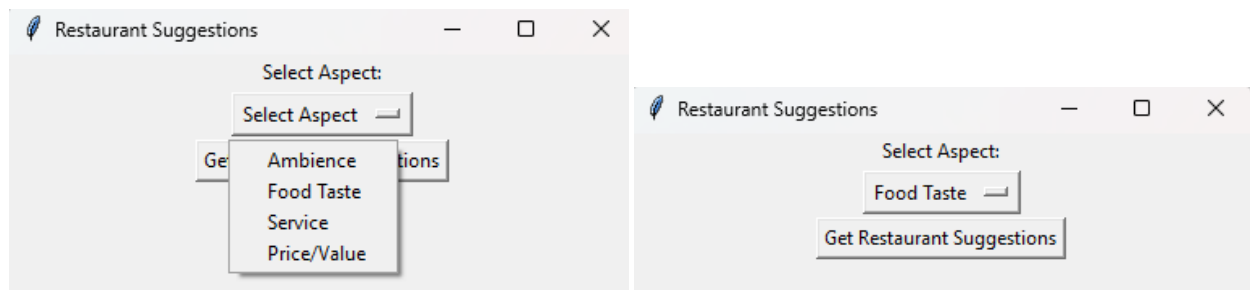 Restaurant Suggestions
Select Aspect:
Select Aspect
Ambience
Food Taste
Service
Price/Value
Restaurant Suggestions
Select Aspect:
Food Taste
Get Restaurant Suggestions